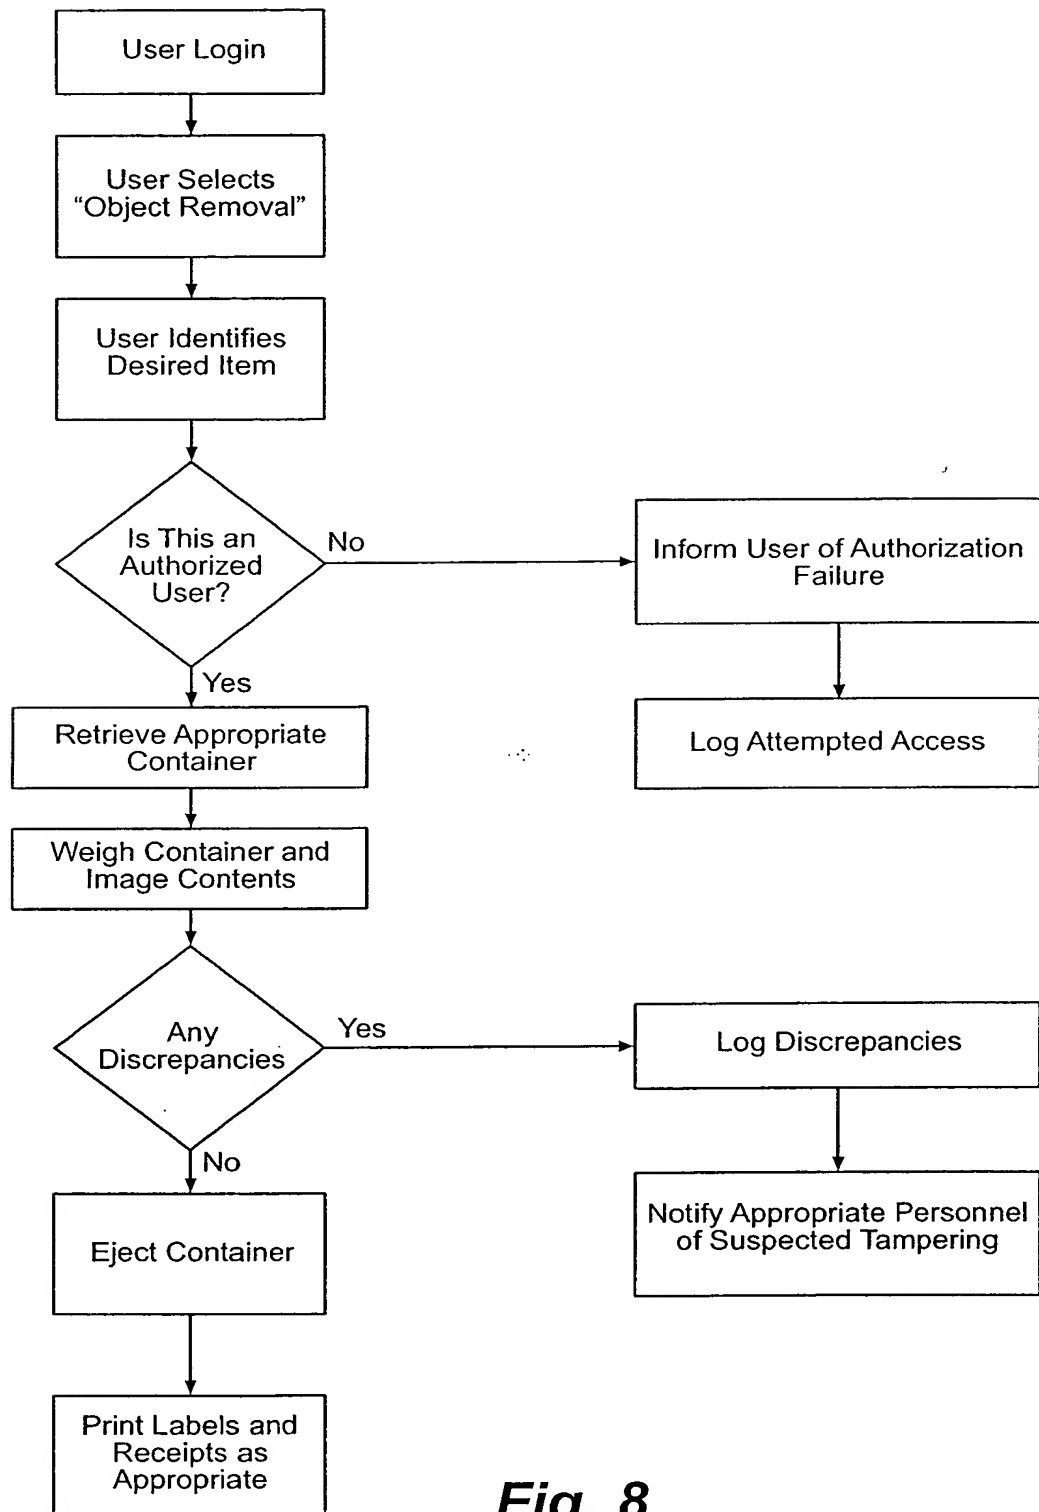 User Login
User Selects
“Object Removal”
User Identifies
Desired Item
Is This an
Authorized
User?
No
Inform User of Authorization
Failure
Log Attempted Access
Yes
Retrieve Appropriate
Container
Weigh Container and
Image Contents
Any
Discrepancies
Yes
Log Discrepancies
Notify Appropriate Personnel
of Suspected Tampering
No
Eject Container
Print Labels and
Receipts as
Appropriate
Fig. 8